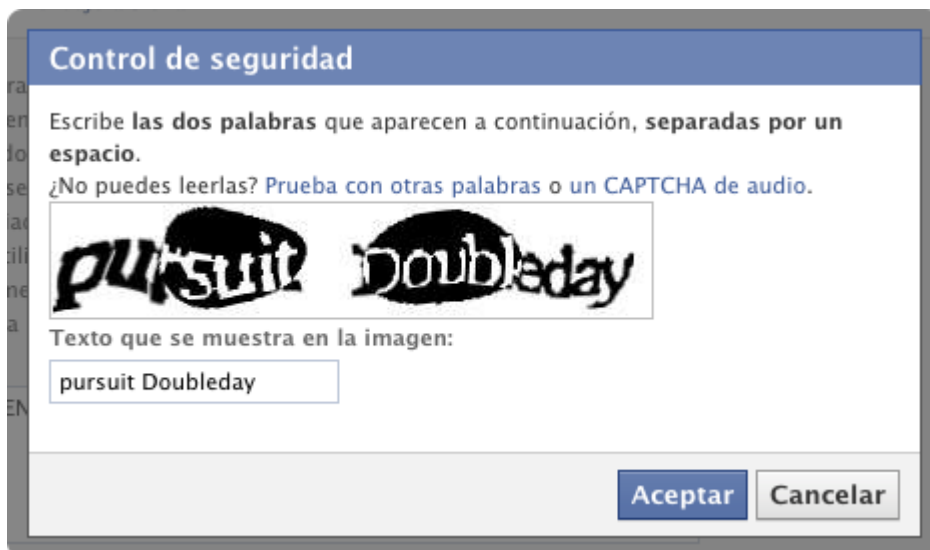 Control de seguridad
Escribe las dos palabras que aparecen a continuación, separadas por un
espacio.
¿No puedes leerlas? Prueba con otras palabras o un CAPTCHA de audio.
pursuit Doubleday
Texto que se muestra en la imagen:
pursuit Doubleday
Aceptar Cancelar